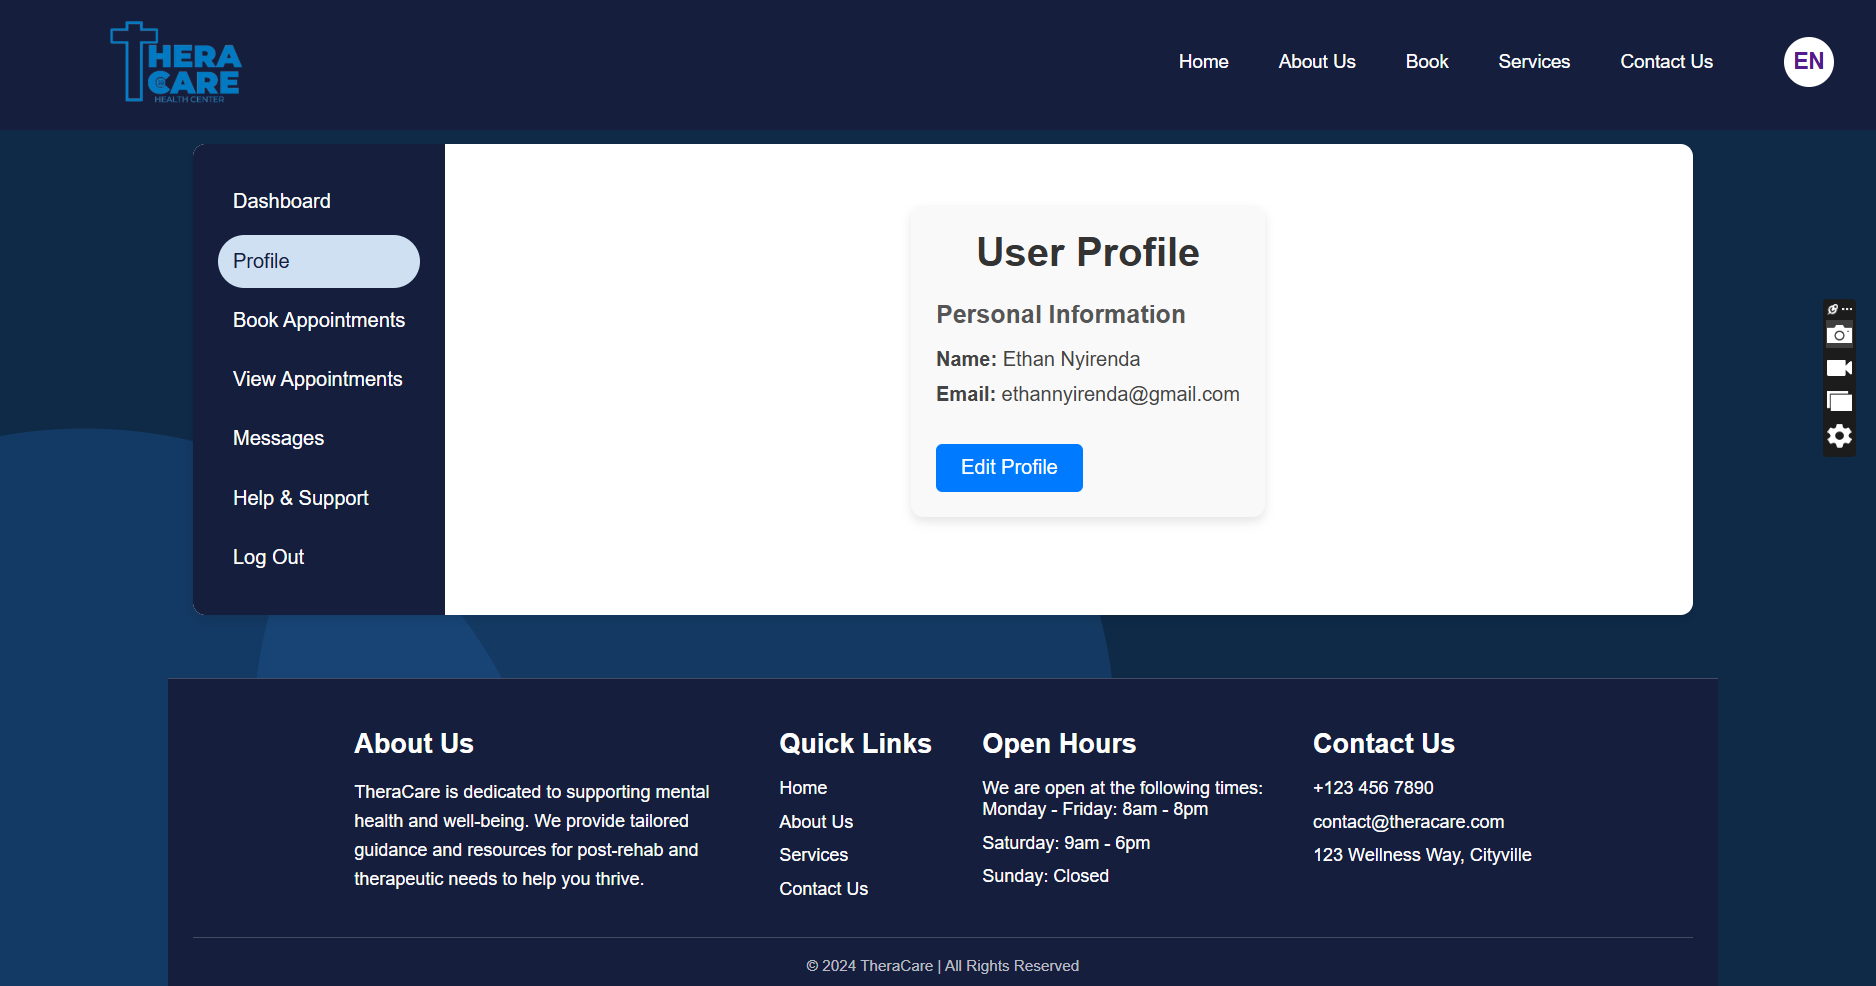 THERA
CARE
HEALTH CENTER
Home
About Us
Book
Services
Contact Us
EN
Dashboard
Profile
Book Appointments
View Appointments
Messages
Help & Support
Log Out
User Profile
Personal Information
Name: Ethan Nyirenda
Email: ethannyirenda@gmail.com
Edit Profile
About Us
TheraCare is dedicated to supporting mental
health and well-being. We provide tailored
guidance and resources for post-rehab and
therapeutic needs to help you thrive.
Quick Links
Home
About Us
Services
Contact Us
Open Hours
We are open at the following times:
Monday - Friday: 8am - 8pm
Saturday: 9am - 6pm
Sunday: Closed
Contact Us
+123 456 7890
contact@theracare.com
123 Wellness Way, Cityville
© 2024 TheraCare | All Rights Reserved